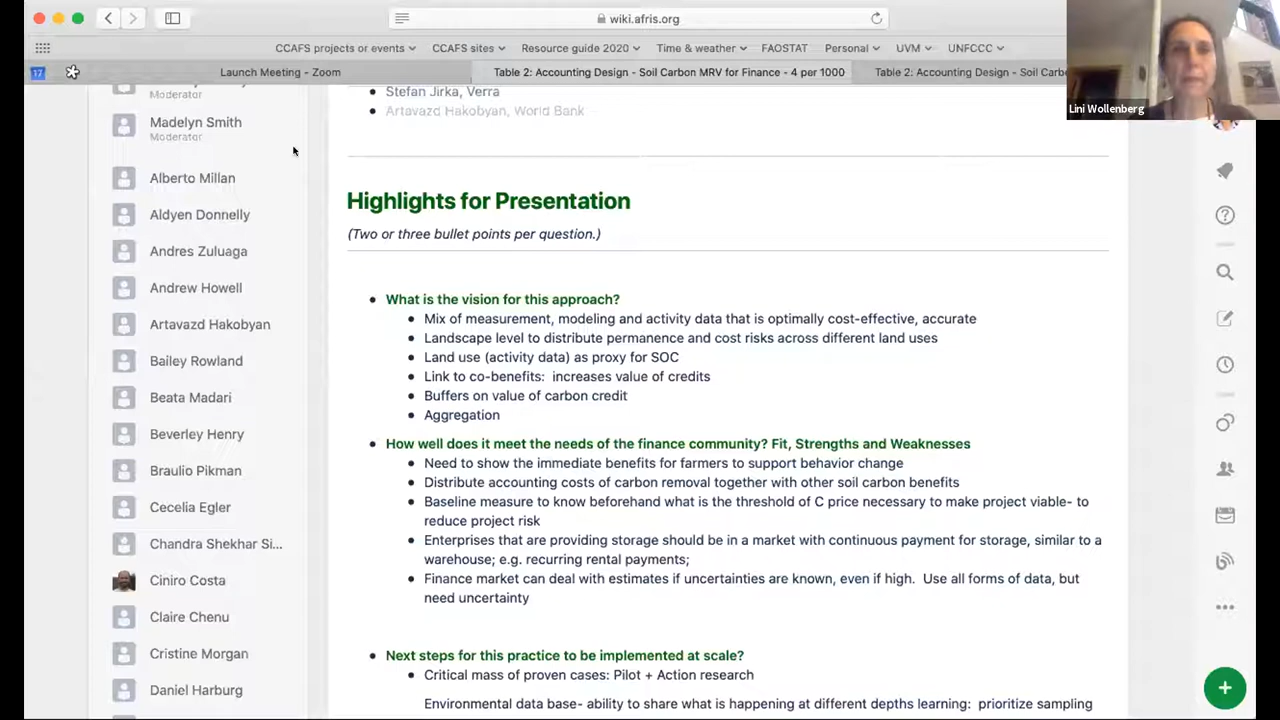 wiki.afris.org
CCAFS projects or events CCAFS sites Resource guide 2020 Time & weather FAOSTAT Personal UVM UNFCCC
17 Launch Meeting - Zoom Table 2: Accounting Design - Soil Carbon MRV for Finance - 4 per 1000 Table 2: Accounting Design - Soil Carb
Lini Wollenberg
Moderator
Madelyn Smith
Moderator
Alberto Millan
Aldyen Donnelly
Andres Zuluaga
Andrew Howell
Artavazd Hakobyan
Bailey Rowland
Beata Madari
Beverley Henry
Braulio Pikman
Cecelia Egler
Chandra Shekhar Si...
Ciniro Costa
Claire Chenu
Cristine Morgan
Daniel Harburg
Stefan Jirka, Verra
Artavazd Hakobyan, World Bank
Highlights for Presentation
(Two or three bullet points per question.)
What is the vision for this approach?
Mix of measurement, modeling and activity data that is optimally cost-effective, accurate
Landscape level to distribute permanence and cost risks across different land uses
Land use (activity data) as proxy for SOC
Link to co-benefits: increases value of credits
Buffers on value of carbon credit
Aggregation
How well does it meet the needs of the finance community? Fit, Strengths and Weaknesses
Need to show the immediate benefits for farmers to support behavior change
Distribute accounting costs of carbon removal together with other soil carbon benefits
Baseline measure to know beforehand what is the threshold of C price necessary to make project viable- to
reduce project risk
Enterprises that are providing storage should be in a market with continuous payment for storage, similar to a
warehouse; e.g. recurring rental payments;
Finance market can deal with estimates if uncertainties are known, even if high. Use all forms of data, but
need uncertainty
Next steps for this practice to be implemented at scale?
Critical mass of proven cases: Pilot + Action research
Environmental data base- ability to share what is happening at different depths learning: prioritize sampling